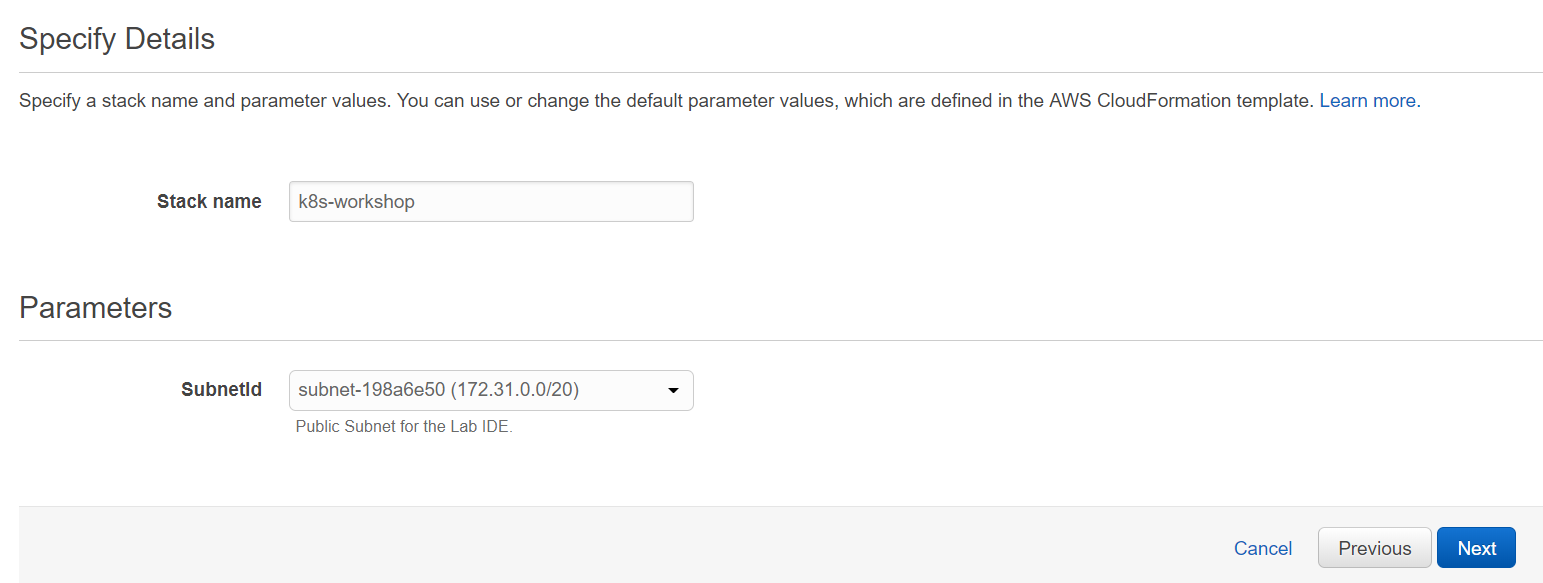 Specify Details
Specify a stack name and parameter values. You can use or change the default parameter values, which are defined in the AWS CloudFormation template. Learn more.
Stack name k8s-workshop
Parameters
SubnetId subnet-198a6e50 (172.31.0.0/20)
Public Subnet for the Lab IDE.
Cancel Previous Next